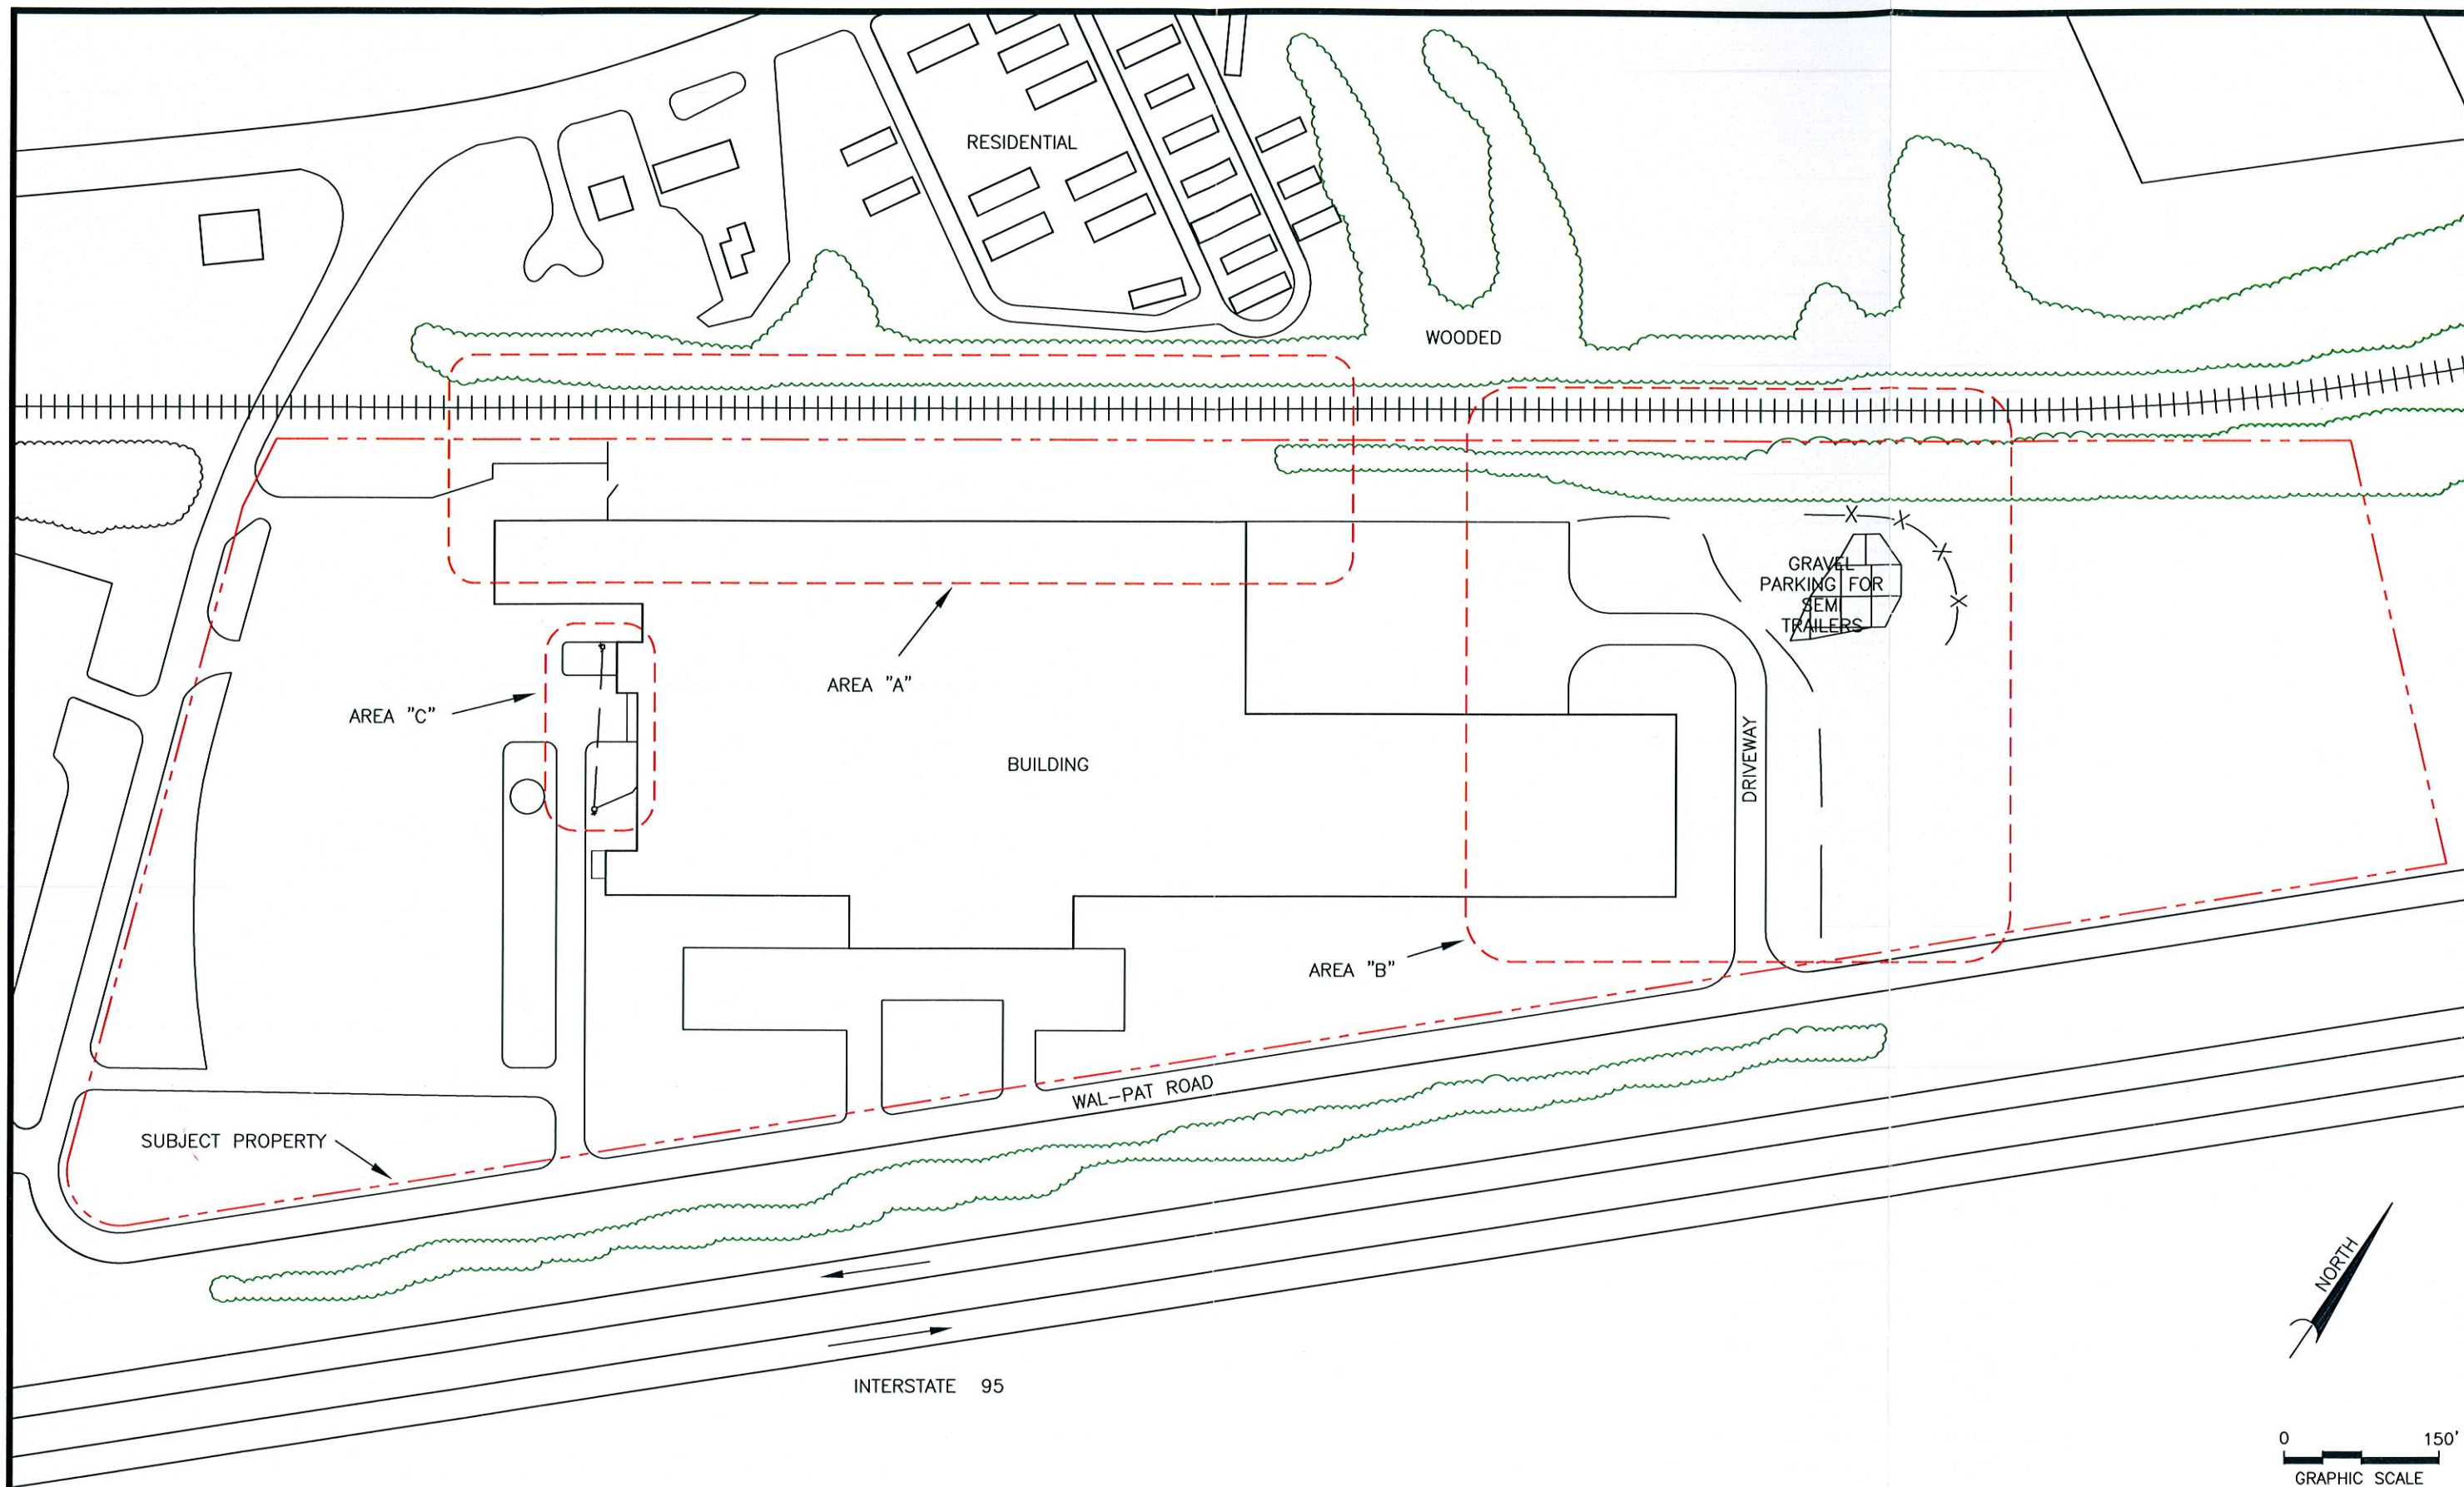 RESIDENTIAL
WOODED
GRAVEL
PARKING FOR
SEMI
TRAILERS
AREA "A"
AREA "C"
BUILDING
DRIVEWAY
AREA "B"
WAL-PAT ROAD
SUBJECT PROPERTY
NORTH
INTERSTATE 95
0 150'
GRAPHIC SCALE